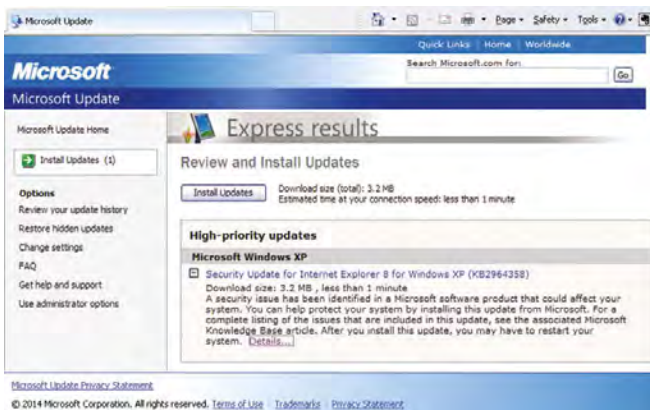 Microsoft Update
Page Safety Tools
Quick Links Home Worldwide
Microsoft
Search Microsoft.com for:
Go
Microsoft Update
Microsoft Update Home
Install Updates (1)
Options
Review your update history
Restore hidden updates
Change settings
FAQ
Get help and support
Use administrator options
Express results
Review and Install Updates
Install Updates
Download size (total): 3.2 MB
Estimated time at your connection speed: less than 1 minute
High-priority updates
Microsoft Windows XP
Security Update for Internet Explorer 8 for Windows XP (KB2964358)
Download size: 3.2 MB , less than 1 minute
A security issue has been identified in a Microsoft software product that could affect your
system. You can help protect your system by installing this update from Microsoft. For a
complete listing of the issues that are included in this update, see the associated Microsoft
Knowledge Base article. After you install this update, you may have to restart your
system. Details...
Microsoft Update Privacy Statement
© 2014 Microsoft Corporation. All rights reserved. Terms of Use | Trademarks | Privacy Statement